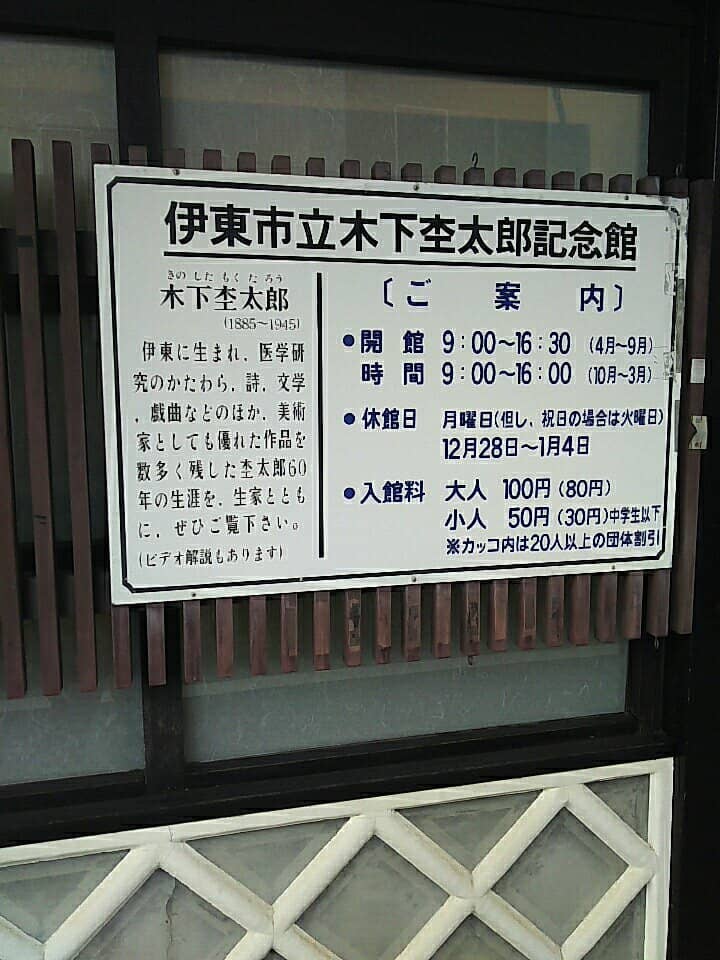 伊東市立木下杢太郎記念館
きのした もくたろう
木下杢太郎
(1885〜1945)
伊東に生まれ、医学研
究のかたわら、詩、文学
、戯曲などのほか、美術
家としても優れた作品を
数多く残した杢太郎60
年の生涯を、生家ととも
に、ぜひご覧下さい。
(ビデオ解説もあります)
〔ご案内〕
●開館 9:00〜16:30 (4月〜9月)
時間 9:00〜16:00 (10月〜3月)
●休館日 月曜日(但し、祝日の場合は火曜日)
12月28日〜1月4日
●入館料 大人 100円(80円)
小人 50円(30円)中学生以下
※カッコ内は20人以上の団体割引